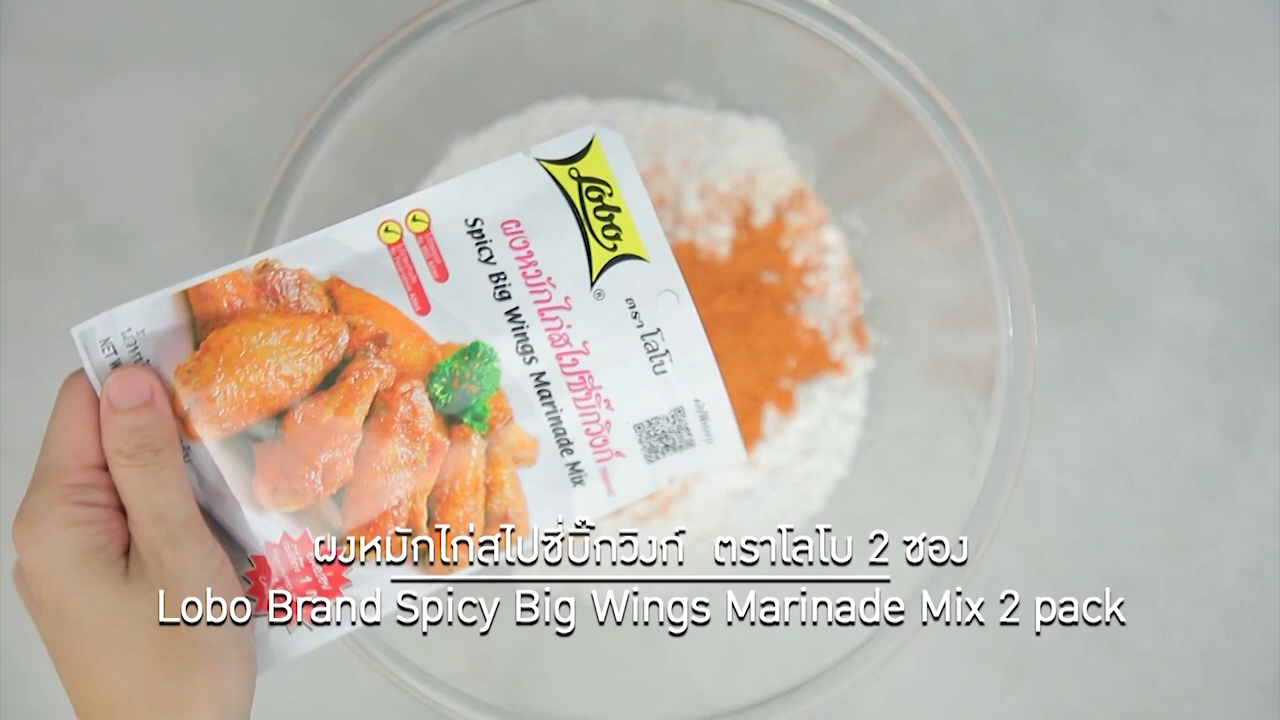 Lobo
®
ตรา โลโบ
ผงหมักไก่สไปซี่บิ๊กวิงก์
Spicy Big Wings Marinade Mix
NET
ผงหมักไก่สไปซี่บิ๊กวิงก์ ตราโลโบ 2 ซอง
Lobo Brand Spicy Big Wings Marinade Mix 2 pack